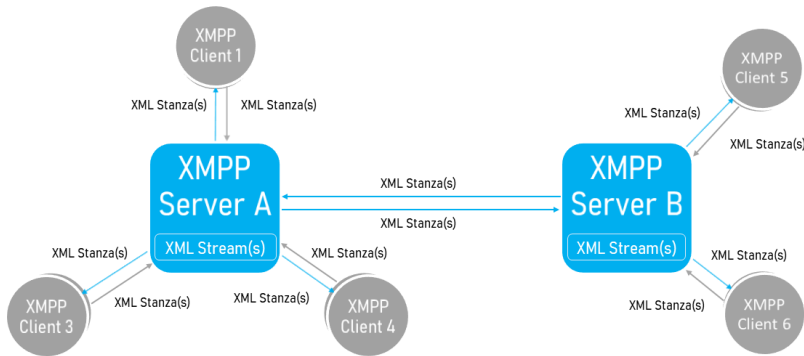 XMPP
Client 1
XML Stanza(s)
XML Stanza(s)
XMPP
Server A
XML Stream(s)
XML Stanza(s)
XML Stanza(s)
XMPP
Client 3
XML Stanza(s)
XML Stanza(s)
XMPP
Client 4
XML Stanza(s)
XML Stanza(s)
XMPP
Server B
XML Stream(s)
XML Stanza(s)
XML Stanza(s)
XMPP
Client 5
XML Stanza(s)
XML Stanza(s)
XMPP
Client 6